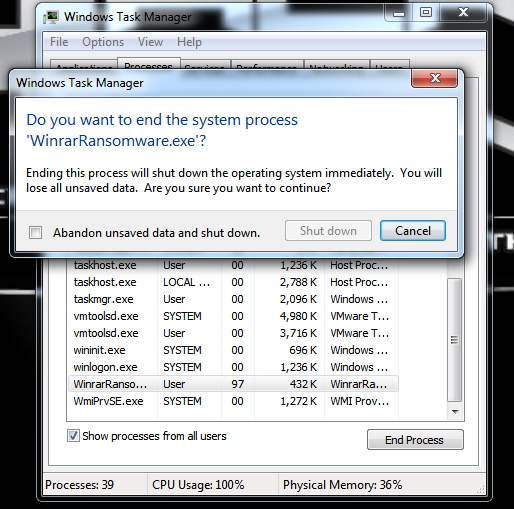 Windows Task Manager
File Options View Help
Applications Processes Services Performance Networking Users
Windows Task Manager
Do you want to end the system process
'WinrarRansomware.exe'?
Ending this process will shut down the operating system immediately. You will
lose all unsaved data. Are you sure you want to continue?
Abandon unsaved data and shut down. Shut down Cancel
taskhost.exe User 00 1,236 K Host Proc...
taskhost.exe LOCAL ... 00 2,788 K Host Proc...
taskmgr.exe User 00 2,096 K Windows ...
vmtoolsd.exe SYSTEM 00 4,980 K VMware T...
vmtoolsd.exe User 00 3,716 K VMware T...
wininit.exe SYSTEM 00 696 K Windows ...
winlogon.exe SYSTEM 00 1,236 K Windows ...
WinrarRanso... User 97 432 K WinrarRa...
WmiPrvSE.exe SYSTEM 00 1,272 K WMI Prov...
Show processes from all users End Process
Processes: 39 CPU Usage: 100% Physical Memory: 36%